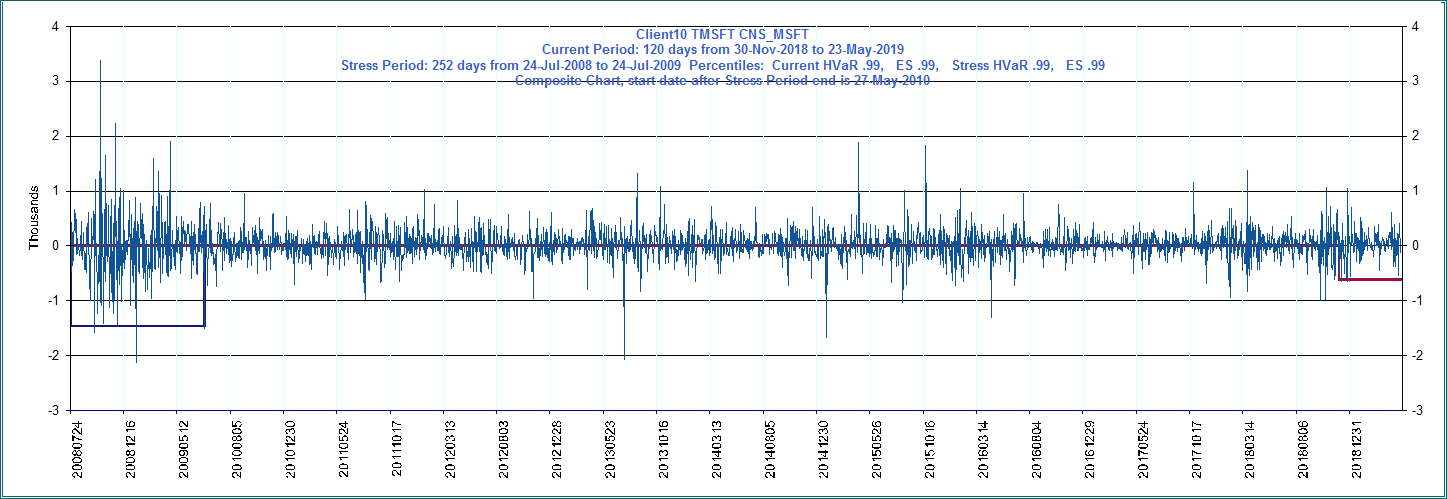 Client10 TMSFT CNS_MSFT
Current Period: 120 days from 30-Nov-2018 to 23-May-2019
Stress Period: 252 days from 24-Jul-2008 to 24-Jul-2009 Percentiles: Current HVaR .99, ES .99, Stress HVaR .99, ES .99
Composite Chart, start date after Stress Period end is 27-May-2010
4 4
3 3
2 2
1 1
0 0
-1 -1
-2 -2
-3 -3
Thousands
20080724 20081216 20090512 20100805 20101230 20110524 20111017 20120313 20120803 20121228 20130523 20131016 20140313 20140805 20141230 20150526 20151016 20160314 20160804 20161229 20170524 20171017 20180314 20180806 20181231